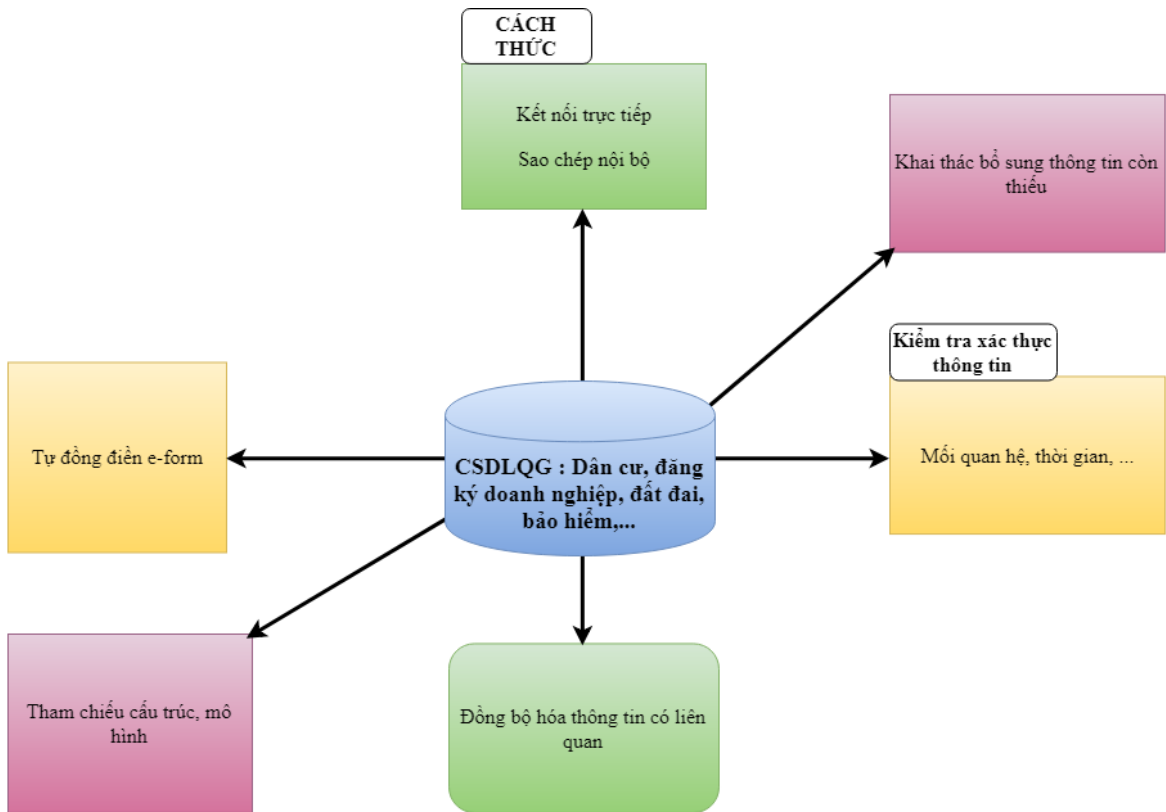 CÁCH
THỨC
Kết nối trực tiếp
Sao chép nội bộ
Khai thác bổ sung thông tin còn
thiếu
Kiểm tra xác thực
thông tin
Mối quan hệ, thời gian, ...
Tự đồng điền e-form
CSDLQG : Dân cư, đăng
ký doanh nghiệp, đất đai,
bảo hiểm,...
Tham chiếu cấu trúc, mô
hình
Đồng bộ hóa thông tin có liên
quan